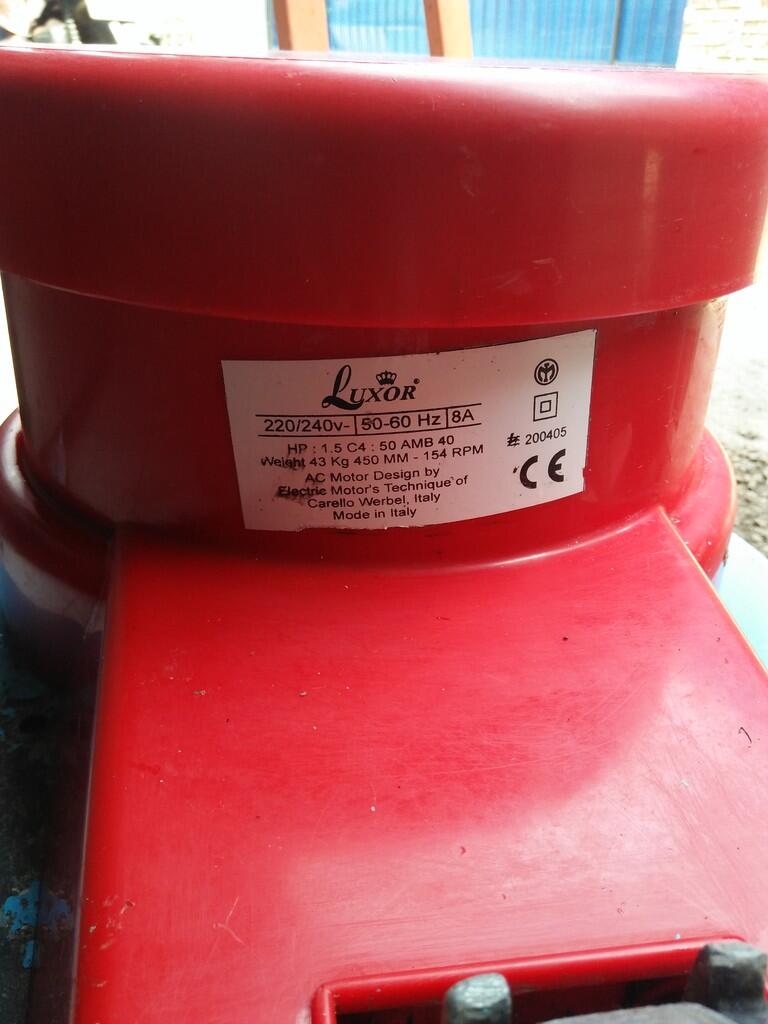 LUXOR®
220/240v- 50-60 Hz 8A
HP : 1.5 C4 : 50 AMB 40
Weight 43 Kg 450 MM - 154 RPM
AC Motor Design by
Electric Motor's Technique of
Carello Werbel, Italy
Made in Italy
200405
CE